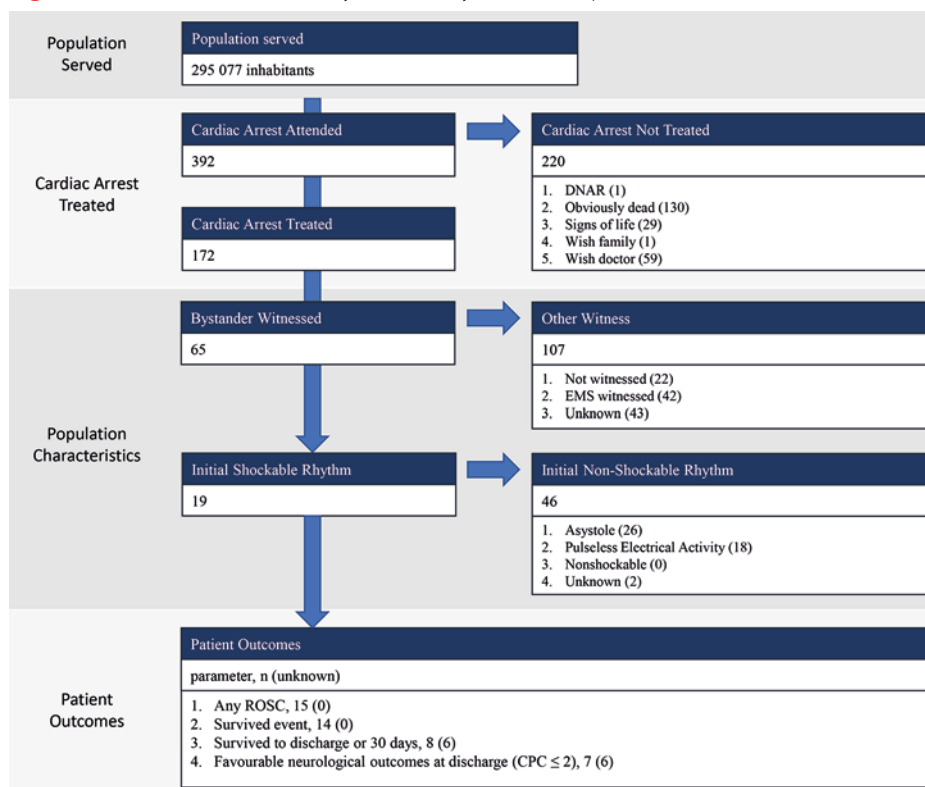 Population
Served
Population served
295 077 inhabitants
Cardiac Arrest
Treated
Cardiac Arrest Attended
392
Cardiac Arrest Not Treated
220
1. DNAR (1)
2. Obviously dead (130)
3. Signs of life (29)
4. Wish family (1)
5. Wish doctor (59)
Cardiac Arrest Treated
172
Population
Characteristics
Bystander Witnessed
65
Other Witness
107
1. Not witnessed (22)
2. EMS witnessed (42)
3. Unknown (43)
Initial Shockable Rhythm
19
Initial Non-Shockable Rhythm
46
1. Asystole (26)
2. Pulseless Electrical Activity (18)
3. Nonshockable (0)
4. Unknown (2)
Patient
Outcomes
Patient Outcomes
parameter, n (unknown)
1. Any ROSC, 15 (0)
2. Survived event, 14 (0)
3. Survived to discharge or 30 days, 8 (6)
4. Favourable neurological outcomes at discharge (CPC ≤ 2), 7 (6)